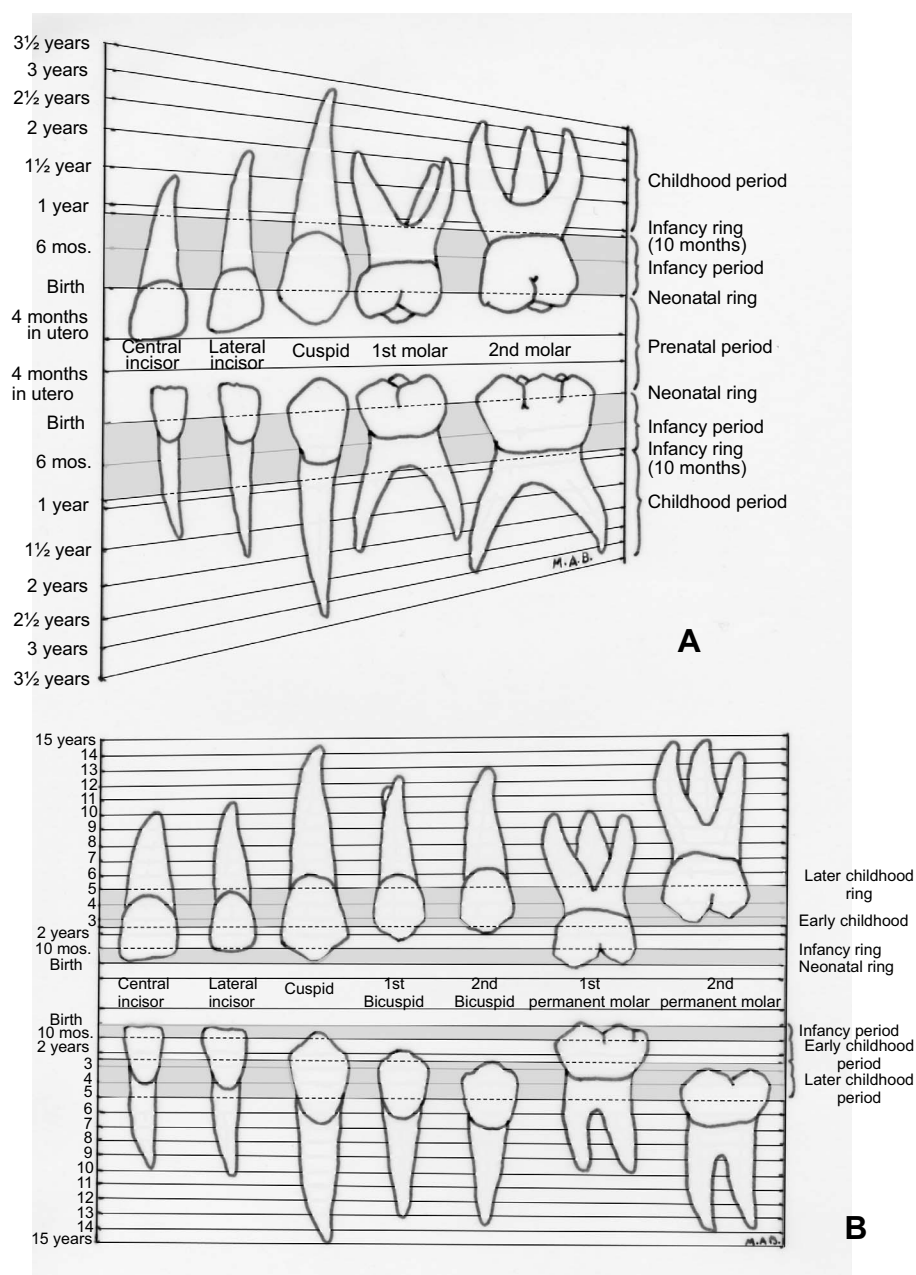 3½ years
3 years
2½ years
2 years
1½ year
1 year
6 mos.
Birth
4 months
in utero
Childhood period
Infancy ring
(10 months)
Infancy period
Neonatal ring
Prenatal period
Central
incisor
Lateral
incisor
Cuspid
1st molar
2nd molar
4 months
in utero
Birth
6 mos.
1 year
1½ year
2 years
2½ years
3 years
3½ years
Neonatal ring
Infancy period
Infancy ring
(10 months)
Childhood period
M.A.B.
A
15 years
14
13
12
11
10
9
8
7
6
5
4
3
2 years
10 mos.
Birth
Later childhood
ring
Early childhood
Infancy ring
Neonatal ring
Central
incisor
Lateral
incisor
Cuspid
1st
Bicuspid
2nd
Bicuspid
1st
permanent molar
2nd
permanent molar
Birth
10 mos.
2 years
3
4
5
6
7
8
9
10
11
12
13
14
15 years
Infancy period
Early childhood
period
Later childhood
period
M.A.B.
B